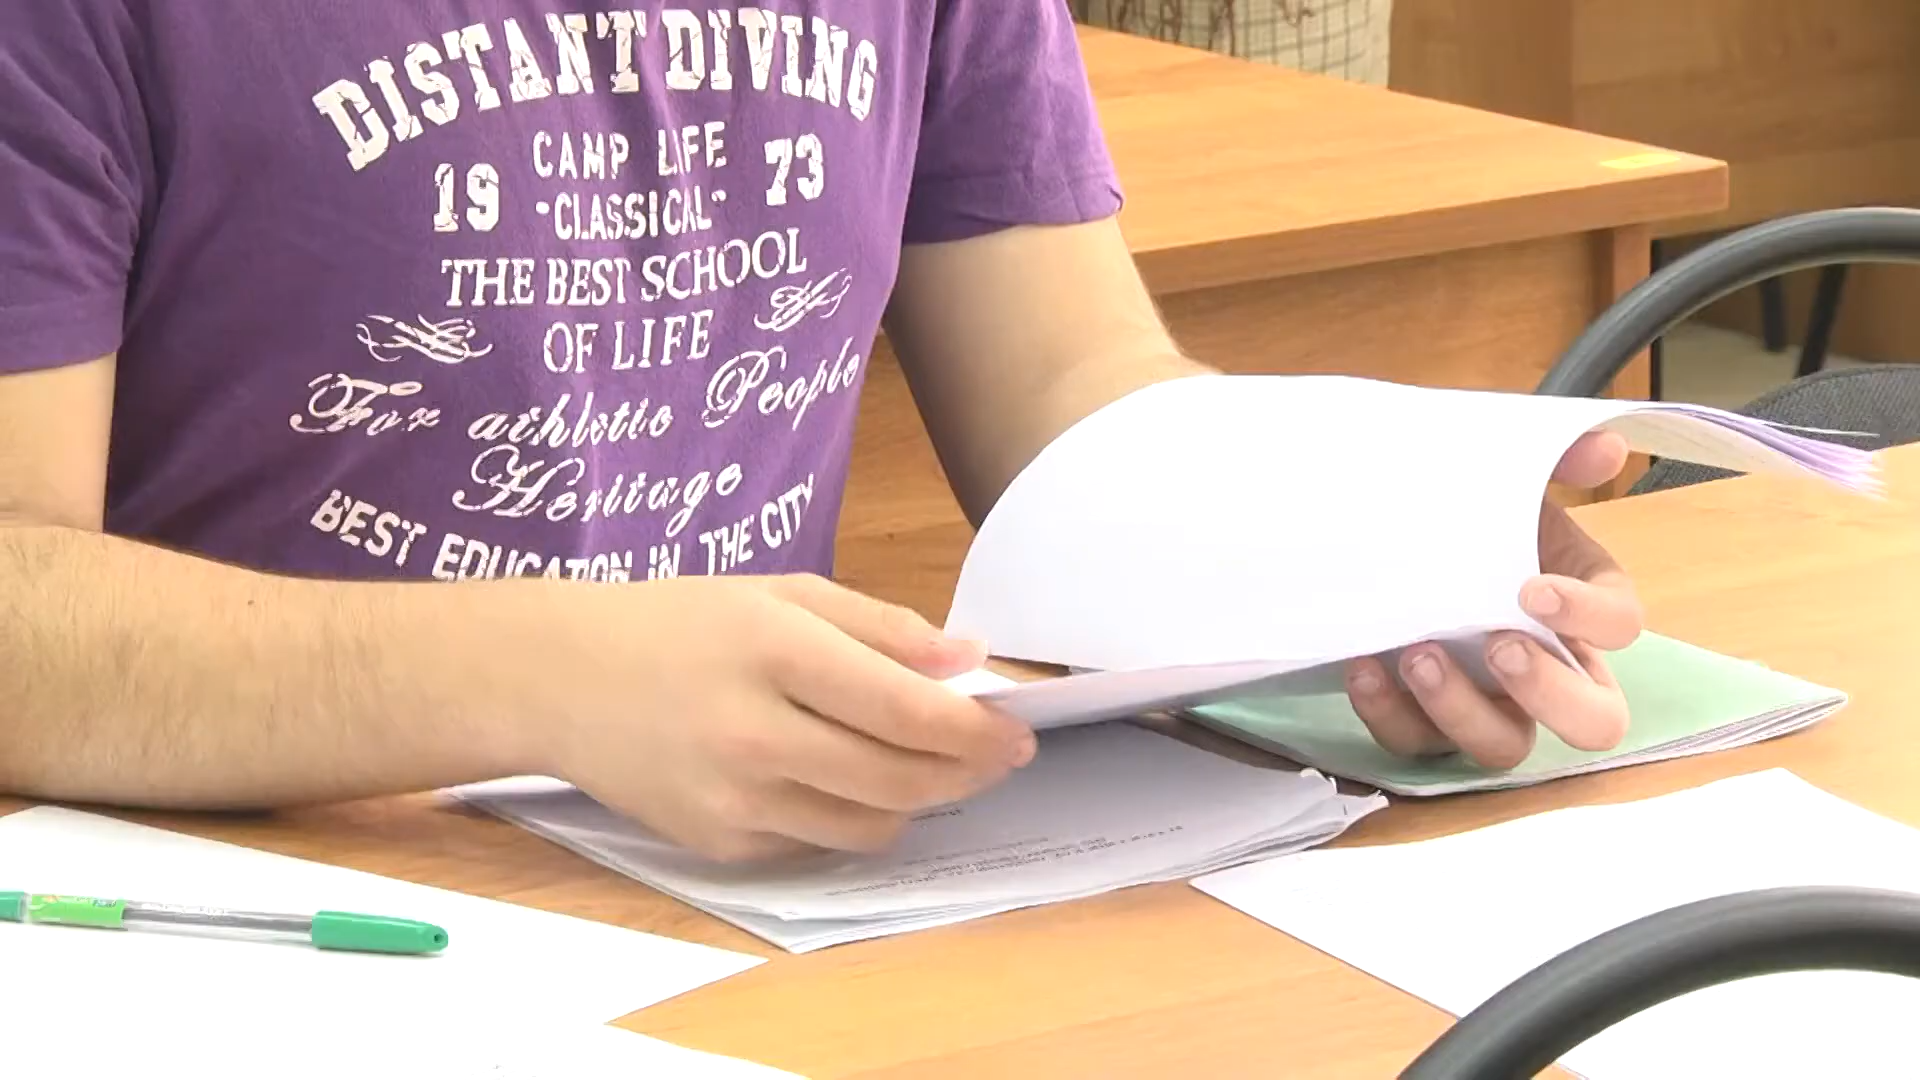 DISTANT DIVING
CAMP LIFE
19 73
"CLASSICAL"
THE BEST SCHOOL
OF LIFE
For athletic People
Heritage
BEST EDUCATION IN THE CITY